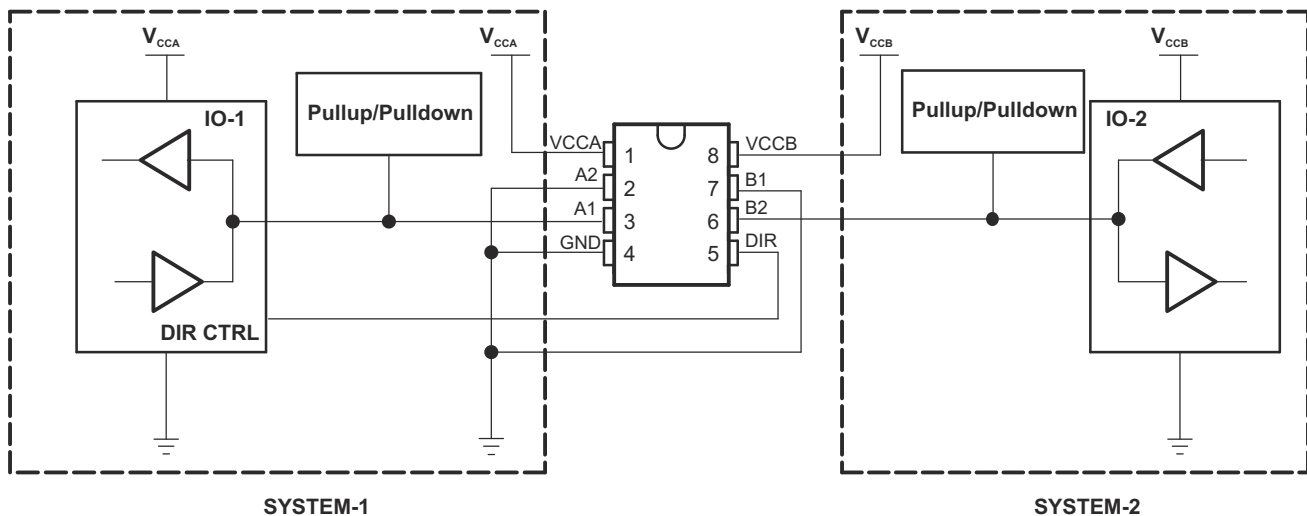 VCCA
VCCA
VCCB
VCCB
IO-1
Pullup/Pulldown
Pullup/Pulldown
IO-2
VCCA
1
8
VCCB
A2
2
7
B1
A1
3
6
B2
GND
4
5
DIR
DIR CTRL
SYSTEM-1
SYSTEM-2